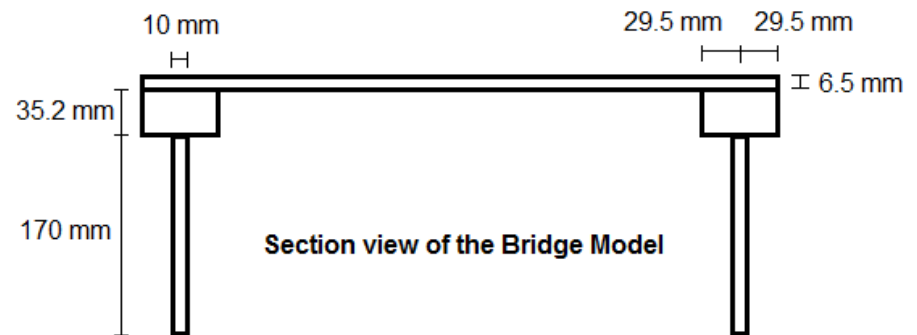 10 mm
29.5 mm 29.5 mm
6.5 mm
35.2 mm
170 mm
Section view of the Bridge Model